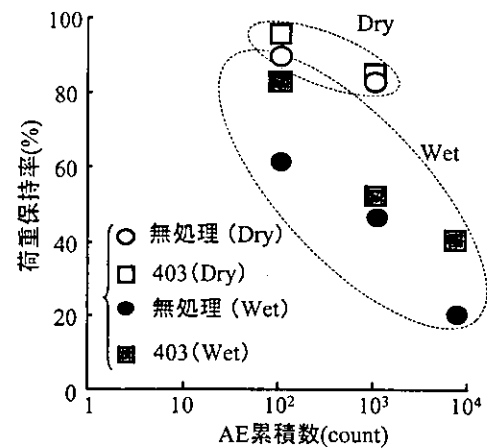 100
80
60
40
20
0
荷重保持率(%)
Dry
Wet
無処理(Dry)
403(Dry)
無処理(Wet)
403(Wet)
1 10 10² 10³ 10⁴
AE累積数(count)